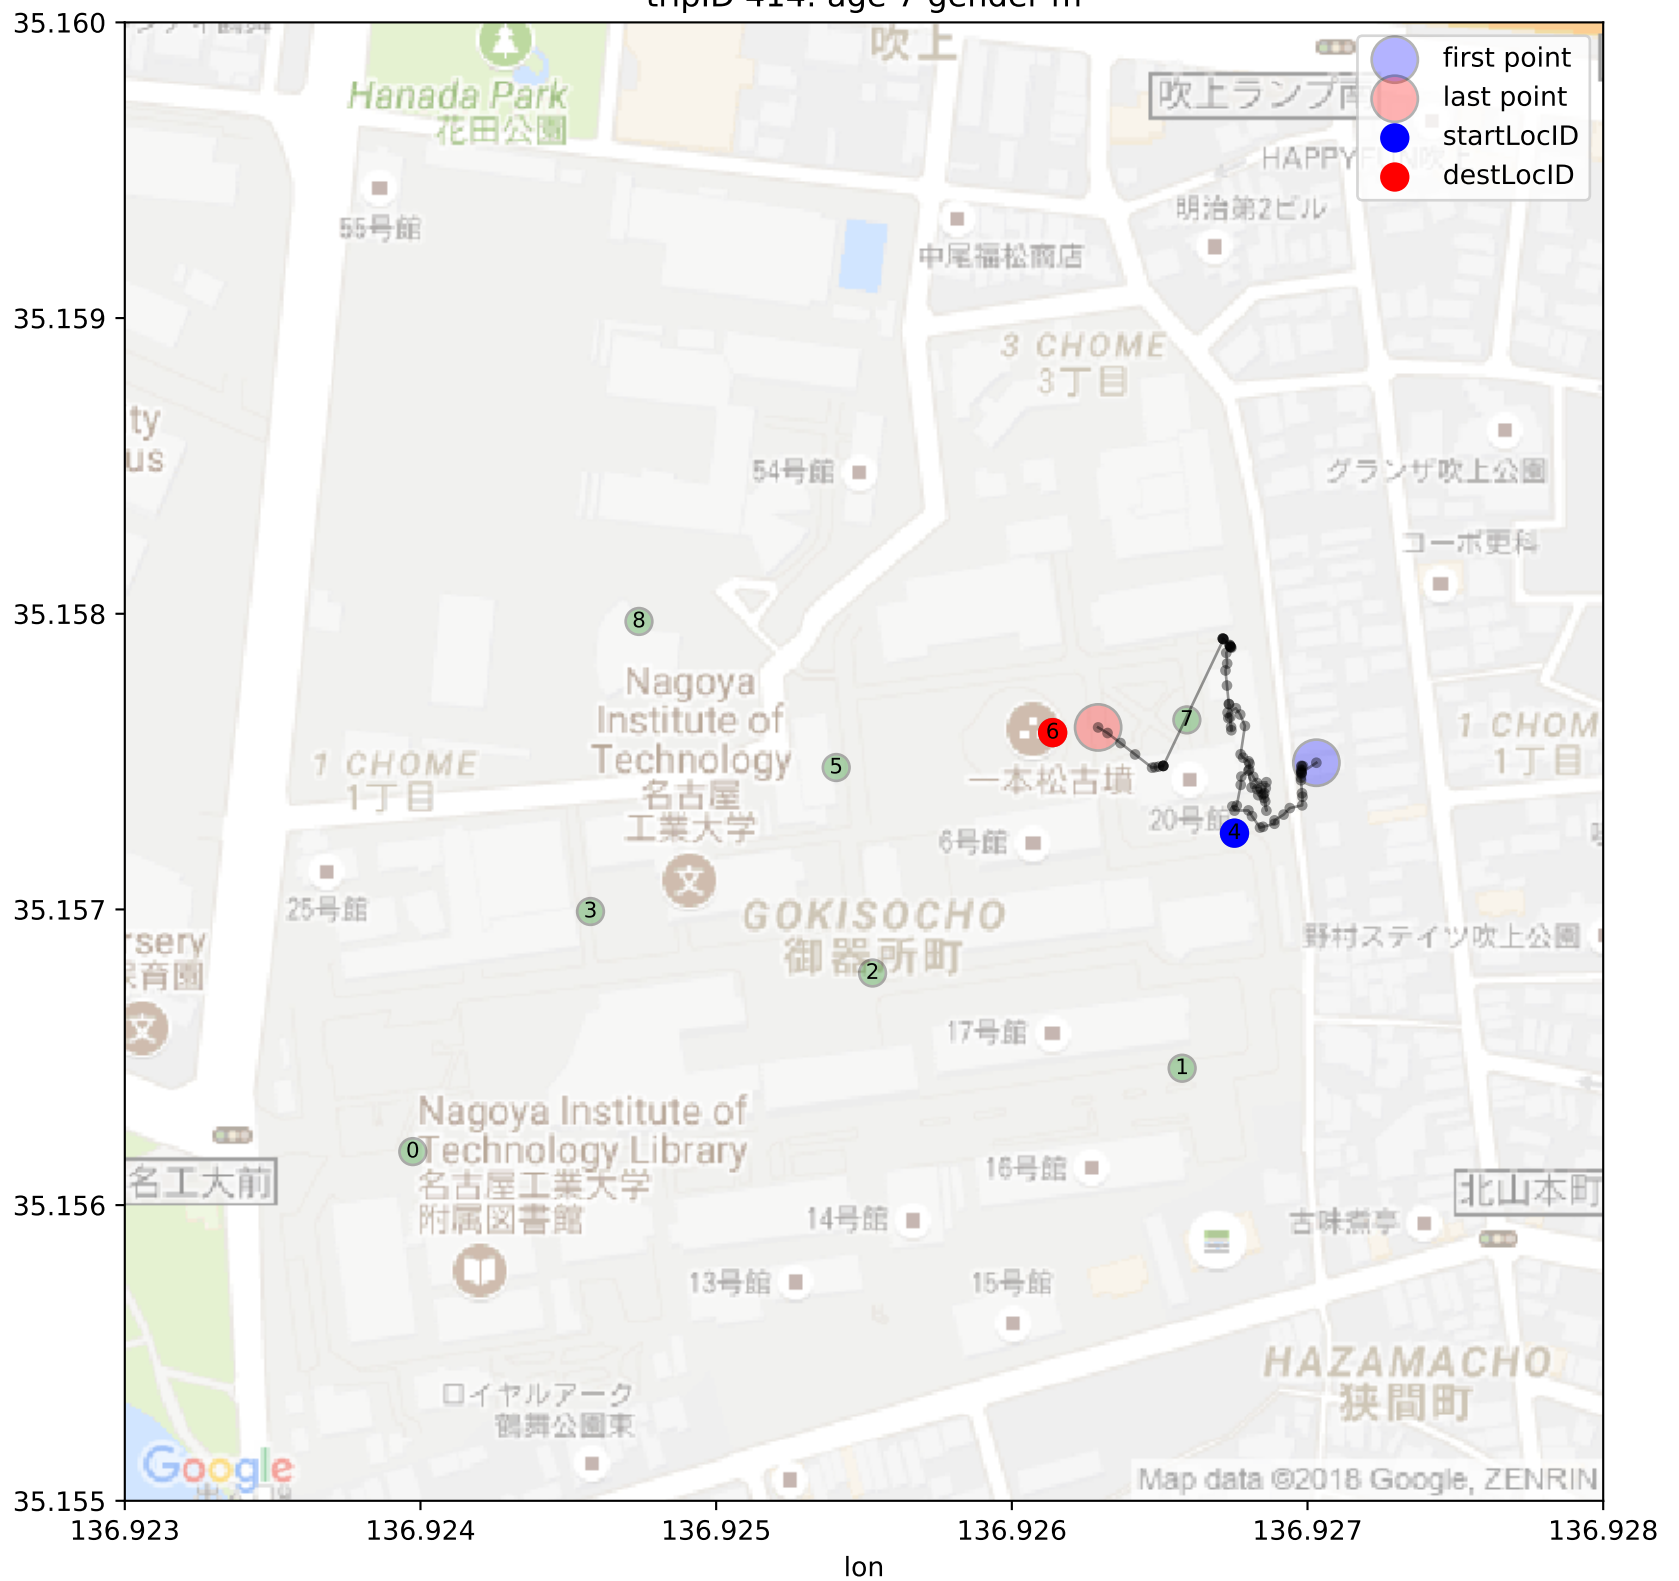 35.160
吹上
first point
Hanada Park
花田公園
吹上ランプ南
last point
startLocID
HAPPY
destLocID
55号館
明治第2ビル
中尾福松商店
35.159
3 CHOME
3丁目
ty
us
54号館
グランザ吹上公園
コーポ更科
35.158
8
Nagoya
Institute of
Technology
名古屋
工業大学
7
6
1 CHOME
1丁目
5
一本松古墳
1 CHOM
1丁目
20号館
6号館
4
35.157
25号館
3
GOKISOCHO
御器所町
rsery
育園
2
野村ステイツ吹上公園
17号館
1
Nagoya Institute of
Technology Library
名古屋工業大学
附属図書館
0
名工大前
16号館
北山本町
35.156
14号館
古味煮亭
13号館
15号館
HAZAMACHO
狭間町
ロイヤルアーク
鶴舞公園東
Google
Map data ©2018 Google, ZENRIN
35.155
136.923
136.924
136.925
136.926
136.927
136.928
lon